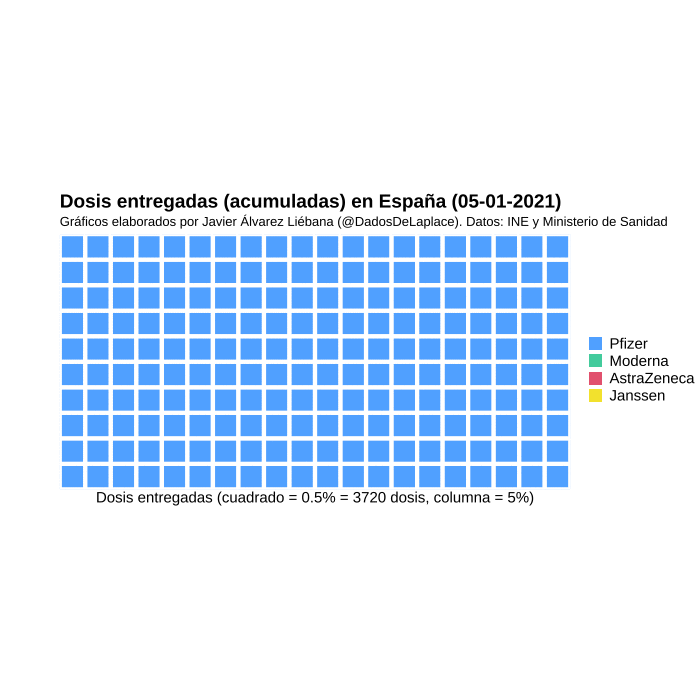 Dosis entregadas (acumuladas) en España (05-01-2021)
Gráficos elaborados por Javier Álvarez Liébana (@DadosDeLaplace). Datos: INE y Ministerio de Sanidad
Pfizer
Moderna
AstraZeneca
Janssen
Dosis entregadas (cuadrado = 0.5% = 3720 dosis, columna = 5%)